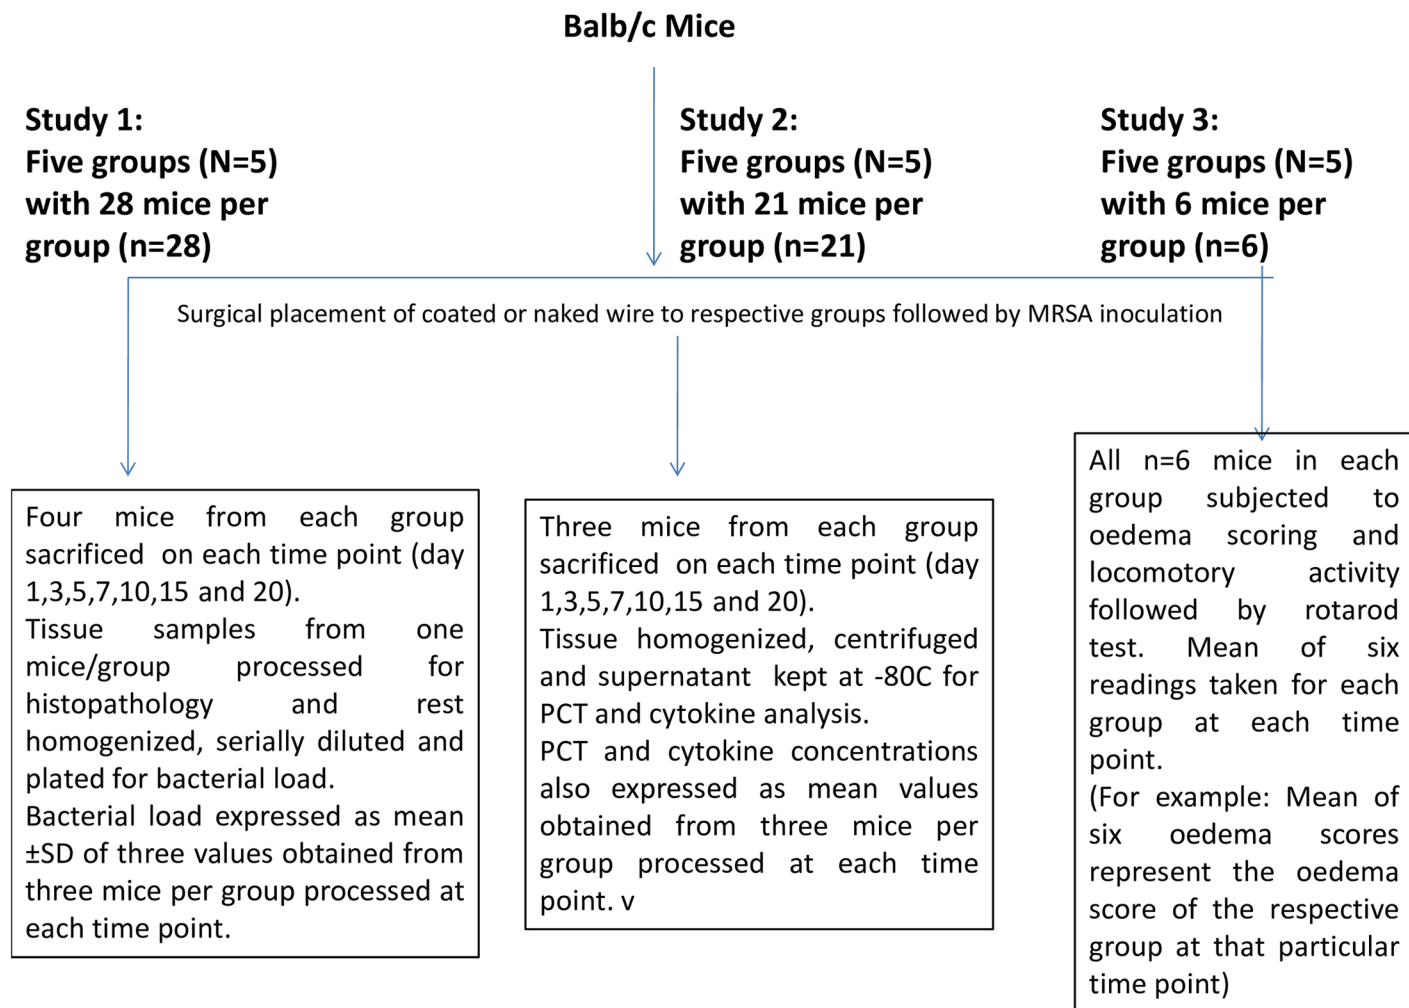 Balb/c Mice
Study 1:
Five groups (N=5)
with 28 mice per
group (n=28)
Study 2:
Five groups (N=5)
with 21 mice per
group (n=21)
Study 3:
Five groups (N=5)
with 6 mice per
group (n=6)
Surgical placement of coated or naked wire to respective groups followed by MRSA inoculation
Four mice from each group
sacrificed on each time point (day
1,3,5,7,10,15 and 20).
Tissue samples from one
mice/group processed for
histopathology and rest
homogenized, serially diluted and
plated for bacterial load.
Bacterial load expressed as mean
±SD of three values obtained from
three mice per group processed at
each time point.
Three mice from each group
sacrificed on each time point (day
1,3,5,7,10,15 and 20).
Tissue homogenized, centrifuged
and supernatant kept at -80C for
PCT and cytokine analysis.
PCT and cytokine concentrations
also expressed as mean values
obtained from three mice per
group processed at each time
point. v
All n=6 mice in each
group subjected to
oedema scoring and
locomotory activity
followed by rotarod
test. Mean of six
readings taken for each
group at each time
point.
(For example: Mean of
six oedema scores
represent the oedema
score of the respective
group at that particular
time point)